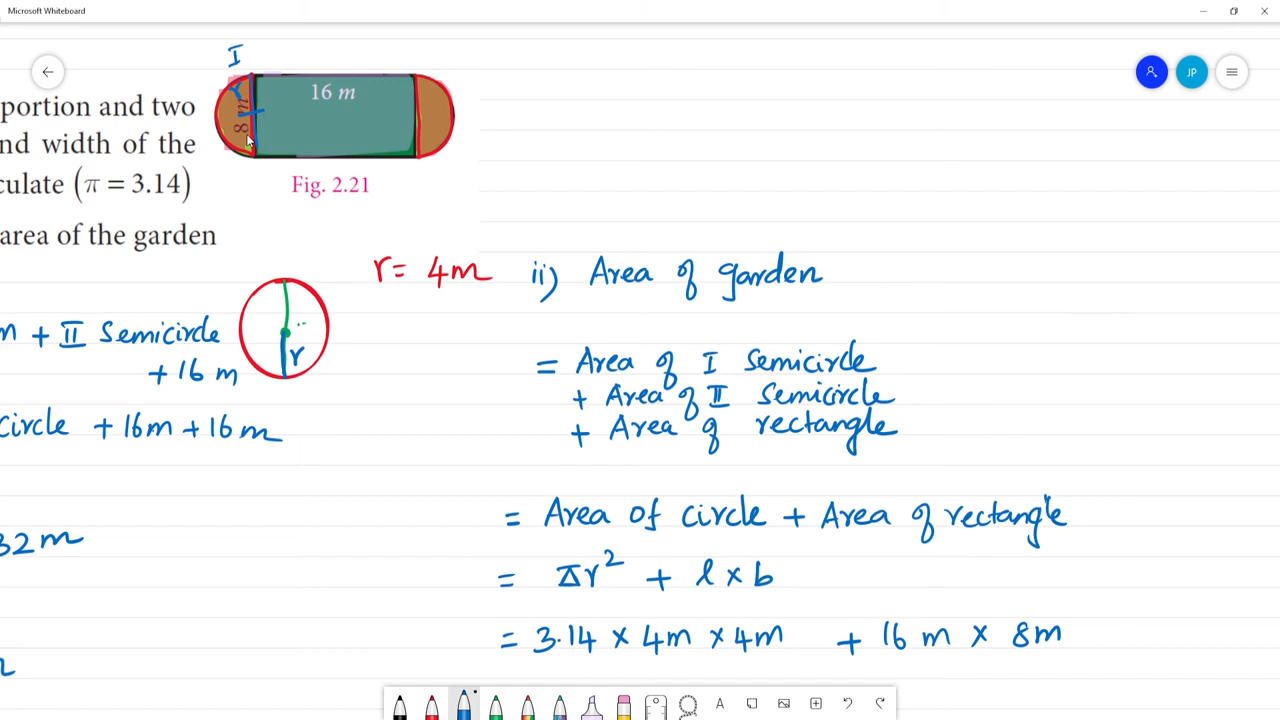 Microsoft Whiteboard
I
16 m
8 m
r
JP
portion and two
nd width of the
culate (π = 3.14)
Fig. 2.21
area of the garden
r = 4m
ii) Area of garden
m + II Semicircle
+ 16 m
r
circle + 16m + 16m
32 m
= Area of I semicircle
+ Area of II Semicircle
+ Area of rectangle
= Area of circle + Area of rectangle
= πr² + l × b
= 3.14 × 4m × 4m + 16 m × 8m
A